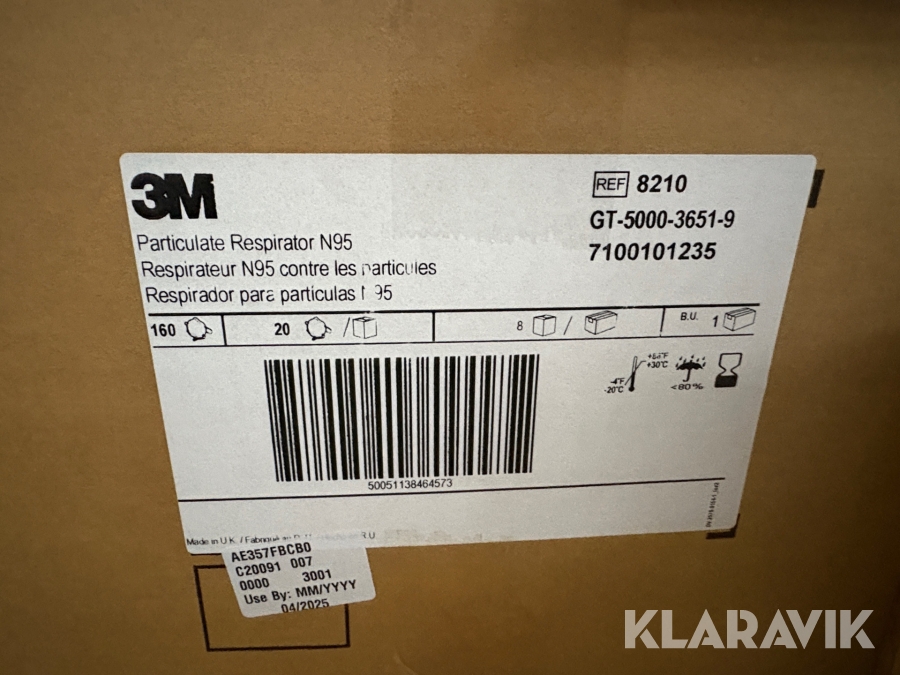 3M
REF 8210
GT-5000-3651-9
7100101235
Particulate Respirator N95
Respirateur N95 contre les particules
Respirador para particulas N95
160
20 /
8 /
B.U. 1
-4°F
-20°C
+30°C
<80%
50051138464573
Made in U.K. /
R.U.
AE357FBCB0
C20091 007
0000 3001
Use By: MM/YYYY
04/2025
KLARAVIK